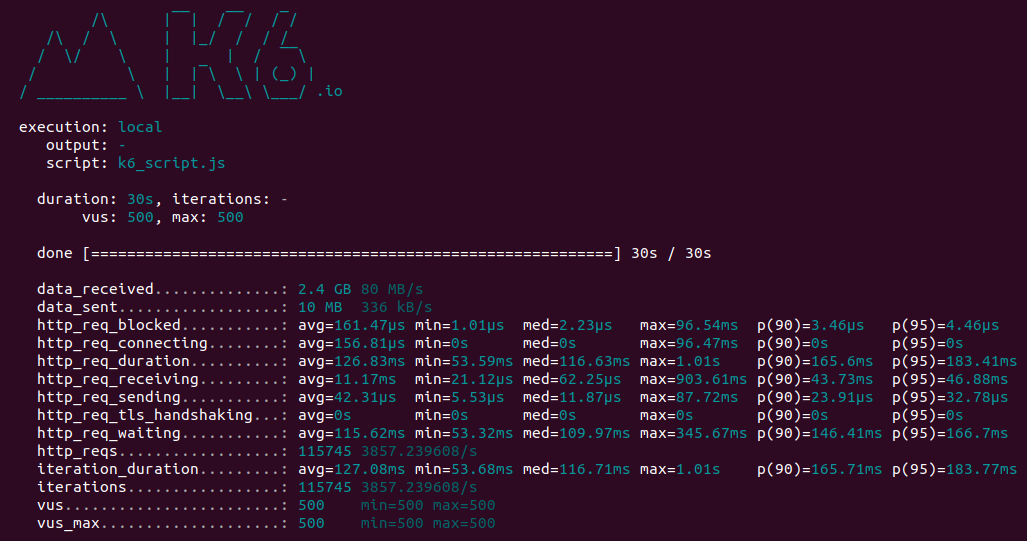 /\      |‾‾|  /‾‾/  /‾/
     /\  /  \     |  |_/  /  / /
    /  \/    \    |   _  |  /  ‾‾\
   /          \   |  | \  \ | (_) |
  / __________ \  |__|  \__\ \___/ .io
execution: local
output: -
script: k6_script.js
duration: 30s, iterations: -
vus: 500, max: 500
done [==========================================================] 30s / 30s
data_received..............: 2.4 GB 80 MB/s
data_sent..................: 10 MB  336 kB/s
http_req_blocked...........: avg=161.47µs min=1.01µs  med=2.23µs   max=96.54ms  p(90)=3.46µs   p(95)=4.46µs
http_req_connecting........: avg=156.81µs min=0s      med=0s       max=96.47ms  p(90)=0s       p(95)=0s
http_req_duration..........: avg=126.83ms min=53.59ms med=116.63ms max=1.01s    p(90)=165.6ms  p(95)=183.41ms
http_req_receiving.........: avg=11.17ms  min=21.12µs med=62.25µs  max=903.61ms p(90)=43.73ms  p(95)=46.88ms
http_req_sending...........: avg=42.31µs  min=5.53µs  med=11.87µs  max=87.72ms  p(90)=23.91µs  p(95)=32.78µs
http_req_tls_handshaking...: avg=0s       min=0s      med=0s       max=0s       p(90)=0s       p(95)=0s
http_req_waiting...........: avg=115.62ms min=53.32ms med=109.97ms max=345.67ms p(90)=146.41ms p(95)=166.7ms
http_reqs..................: 115745 3857.239608/s
iteration_duration.........: avg=127.08ms min=53.68ms med=116.71ms max=1.01s    p(90)=165.71ms p(95)=183.77ms
iterations.................: 115745 3857.239608/s
vus........................: 500    min=500 max=500
vus_max....................: 500    min=500 max=500